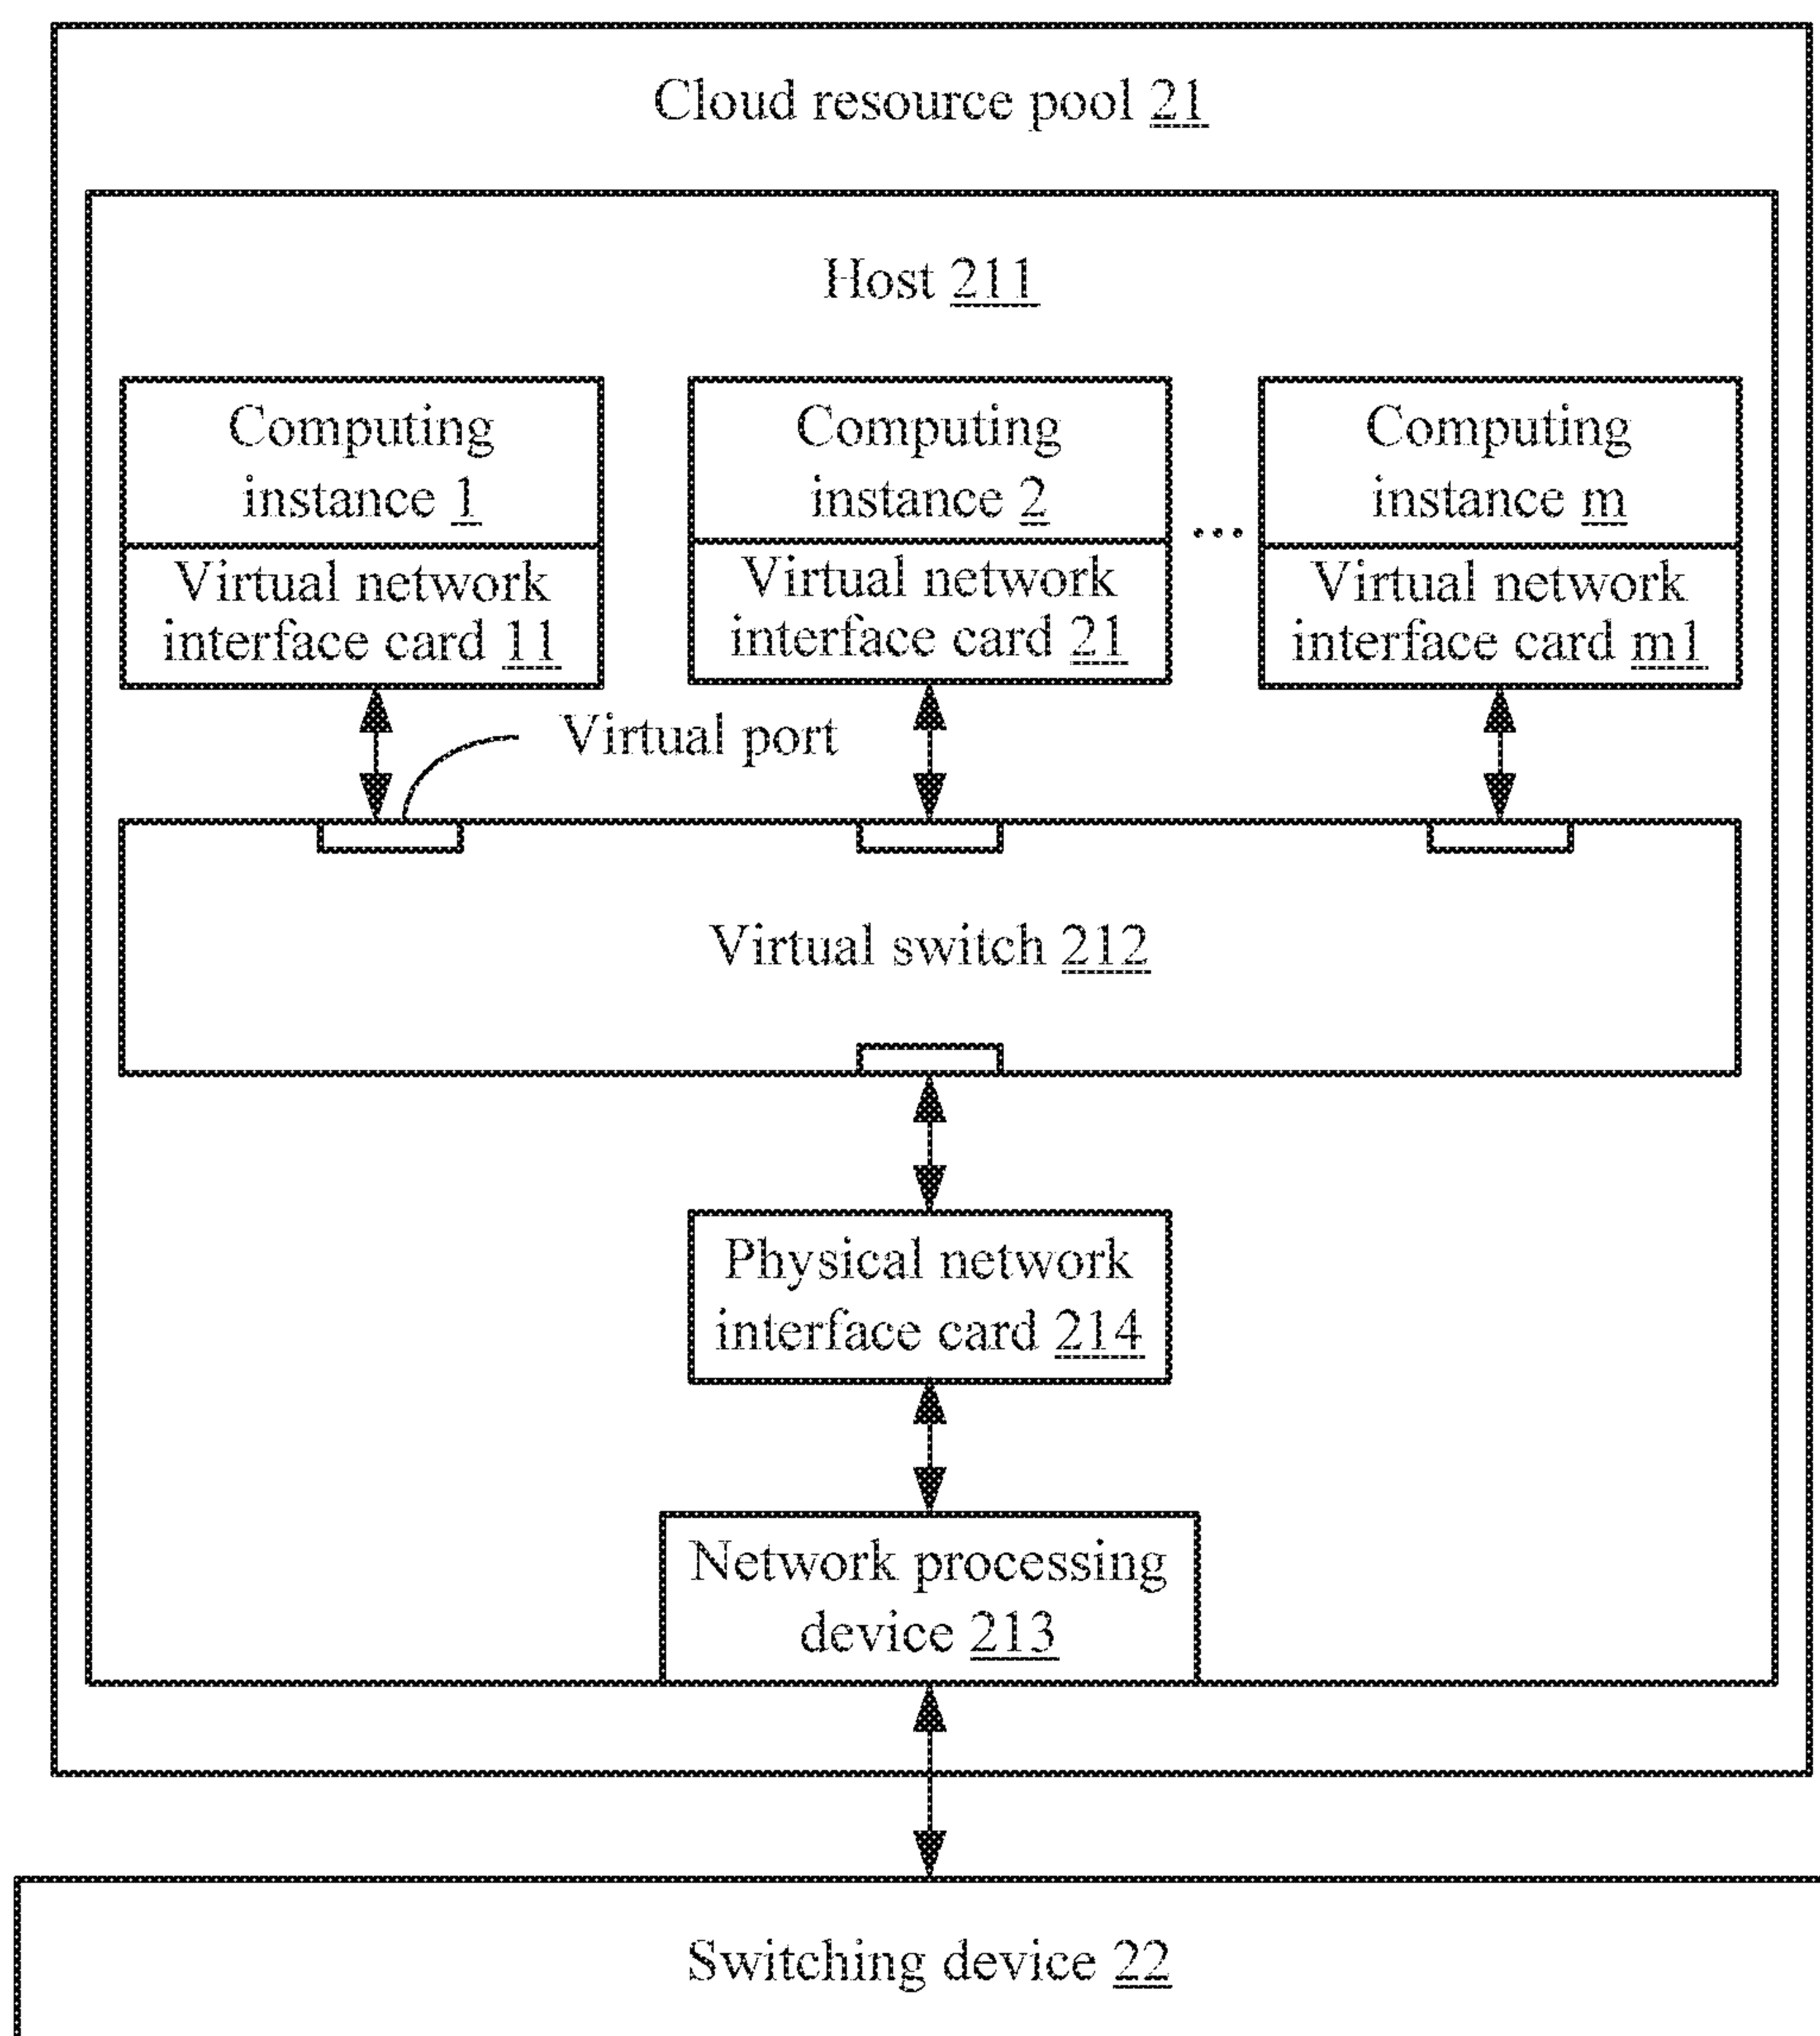 Cloud resource pool 21
Host 211
Computing
instance 1
Virtual network
interface card 11
Computing
instance 2
Virtual network
interface card 21
...
Computing
instance m
Virtual network
interface card m1
Virtual port
Virtual switch 212
Physical network
interface card 214
Network processing
device 213
Switching device 22